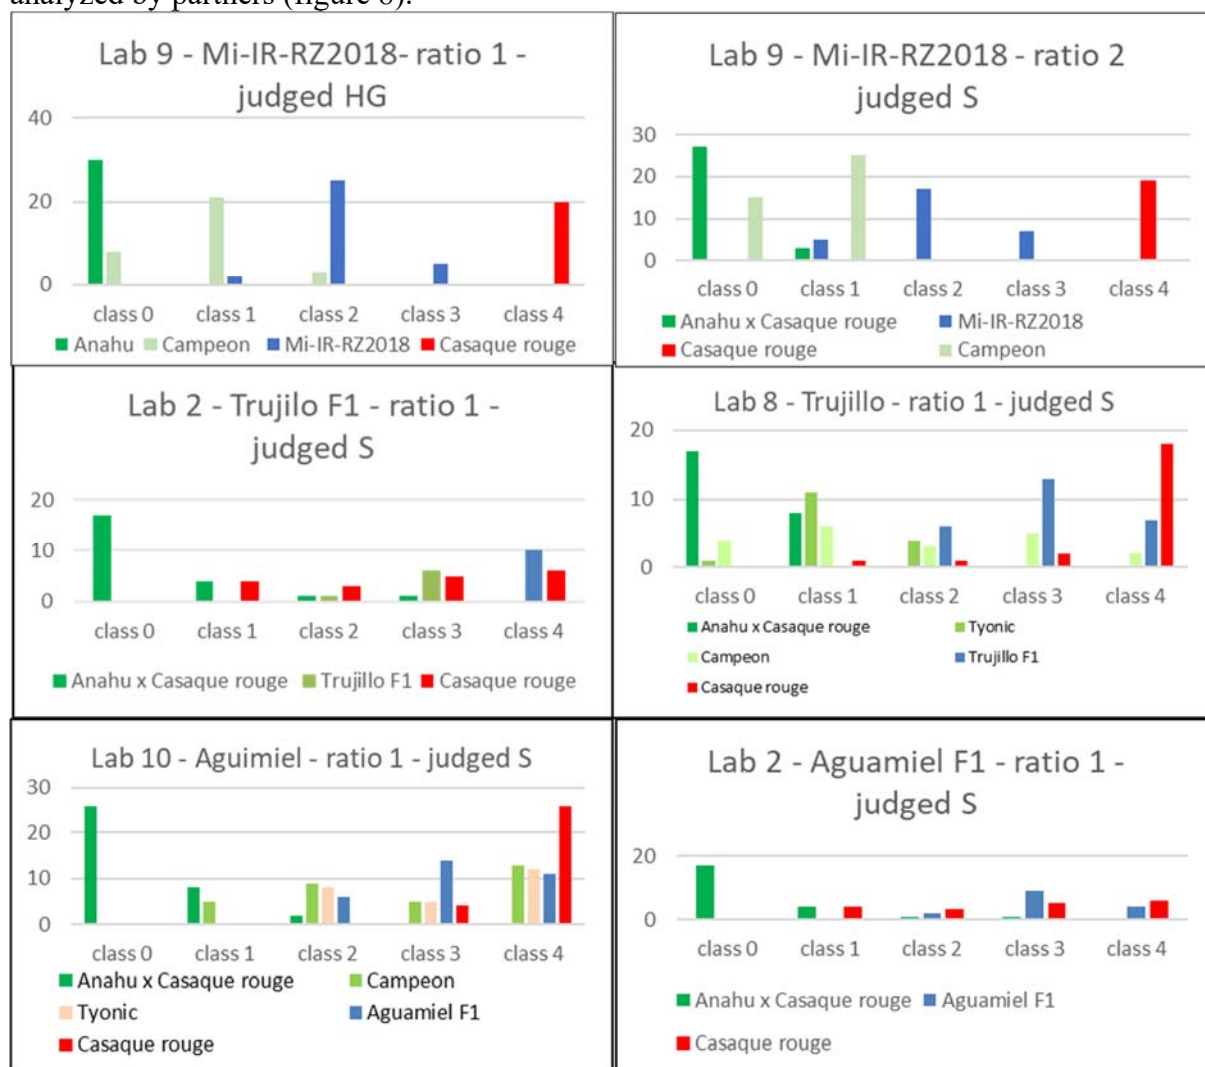 analyzed by partners (figure 8).
Lab 9 - Mi-IR-RZ2018- ratio 1 -
judged HG
40
20
0
class 0 class 1 class 2 class 3 class 4
Anahu Campeon Mi-IR-RZ2018 Casaque rouge
Lab 9 - Mi-IR-RZ2018 - ratio 2
judged S
30
20
10
0
class 0 class 1 class 2 class 3 class 4
Anahu x Casaque rouge Mi-IR-RZ2018
Casaque rouge Campeon
Lab 2 - Trujilo F1 - ratio 1 -
judged S
20
10
0
class 0 class 1 class 2 class 3 class 4
Anahu x Casaque rouge Trujillo F1 Casaque rouge
Lab 8 - Trujillo - ratio 1 - judged S
20
10
0
class 0 class 1 class 2 class 3 class 4
Anahu x Casaque rouge Tyonic
Campeon Trujillo F1
Casaque rouge
Lab 10 - Aguimiel - ratio 1 - judged S
30
20
10
0
class 0 class 1 class 2 class 3 class 4
Anahu x Casaque rouge Campeon
Tyonic Aguamiel F1
Casaque rouge
Lab 2 - Aguamiel F1 - ratio 1 -
judged S
20
0
class 0 class 1 class 2 class 3 class 4
Anahu x Casaque rouge Aguamiel F1
Casaque rouge